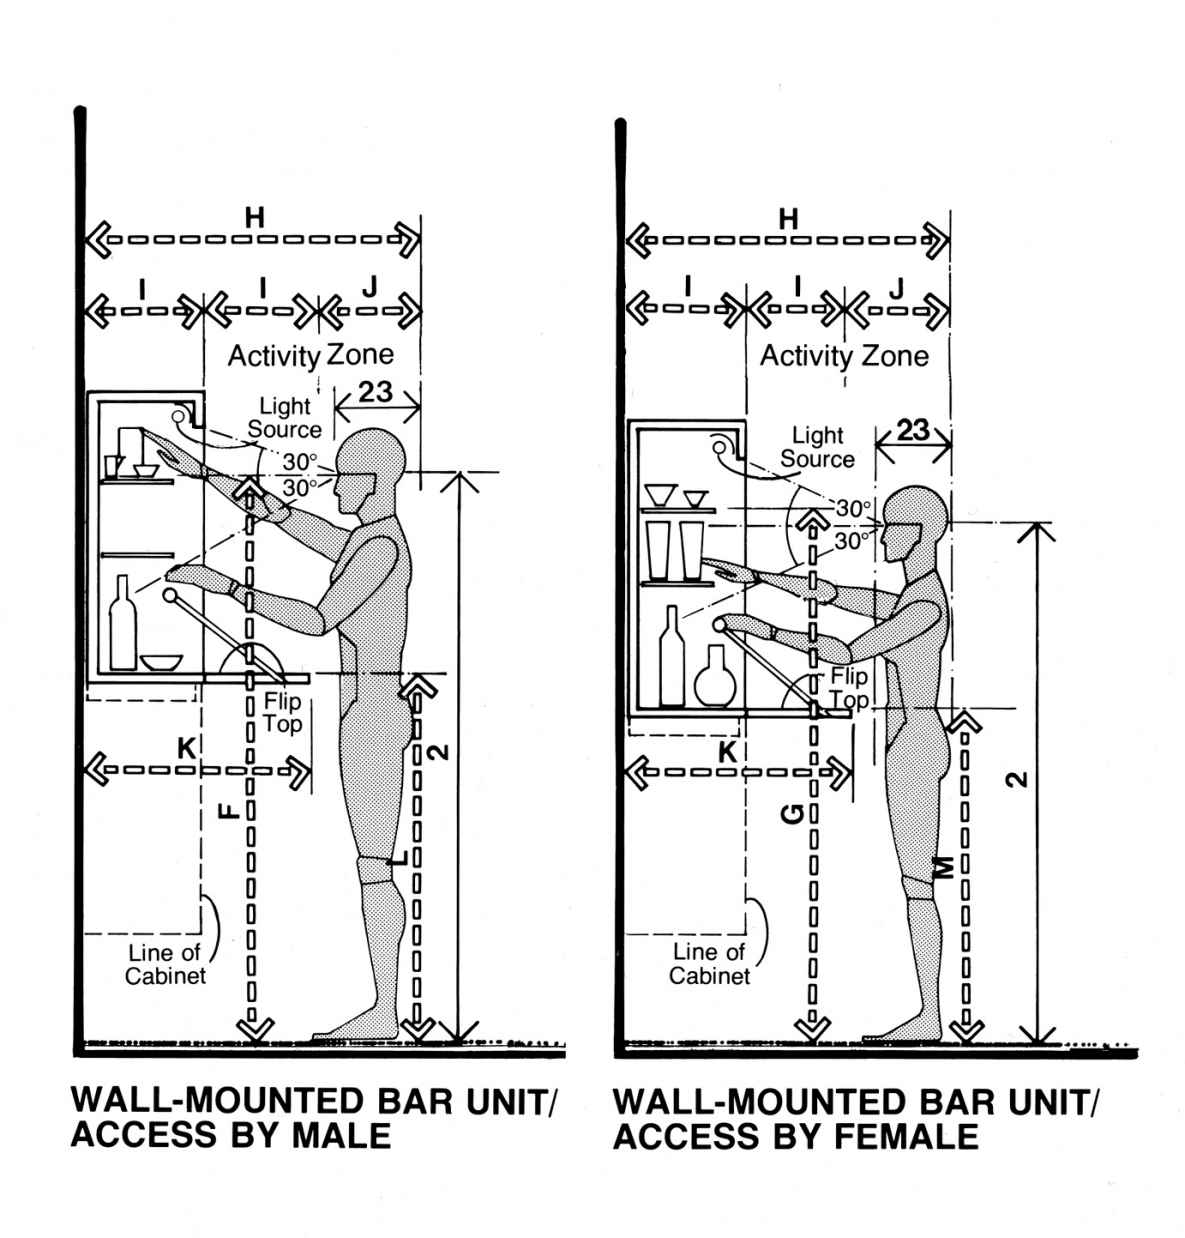 H
I I J
Activity Zone
23
Light
Source
30°
30°
Flip
Top
K
F
L
2
Line of
Cabinet
WALL-MOUNTED BAR UNIT/
ACCESS BY MALE
H
I I J
Activity Zone
23
Light
Source
30°
30°
Flip
Top
K
G
M
2
Line of
Cabinet
WALL-MOUNTED BAR UNIT/
ACCESS BY FEMALE